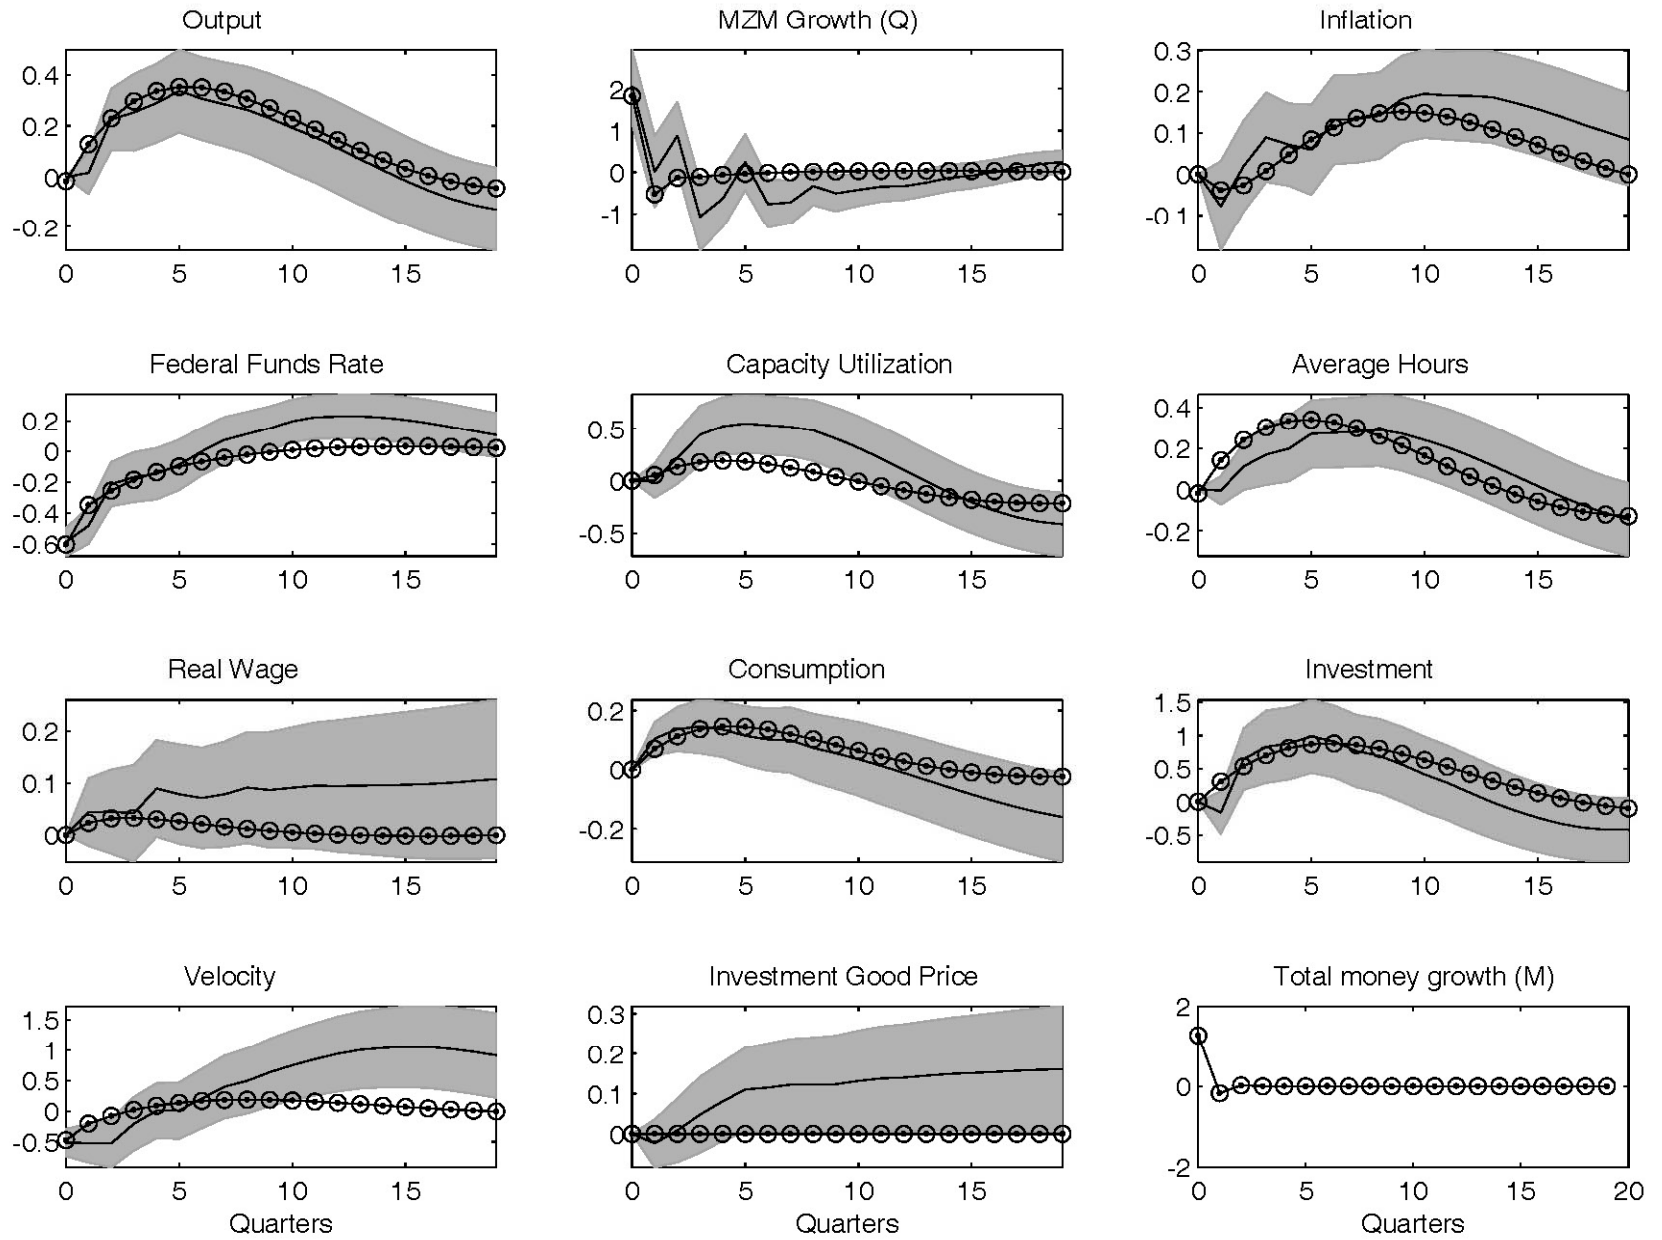 Output
MZM Growth (Q)
Inflation
0.4
0.2
0
-0.2
0 5 10 15
2
1
0
-1
0 5 10 15
0.3
0.2
0.1
0
-0.1
0 5 10 15
Federal Funds Rate
Capacity Utilization
Average Hours
0.2
0
-0.2
-0.4
-0.6
0 5 10 15
0.5
0
-0.5
0 5 10 15
0.4
0.2
0
-0.2
0 5 10 15
Real Wage
Consumption
Investment
0.2
0.1
0
0 5 10 15
0.2
0
-0.2
0 5 10 15
1.5
1
0.5
0
-0.5
0 5 10 15
Velocity
Investment Good Price
Total money growth (M)
1.5
1
0.5
0
-0.5
0 5 10 15
Quarters
0.3
0.2
0.1
0
0 5 10 15
Quarters
2
0
-2
0 5 10 15 20
Quarters